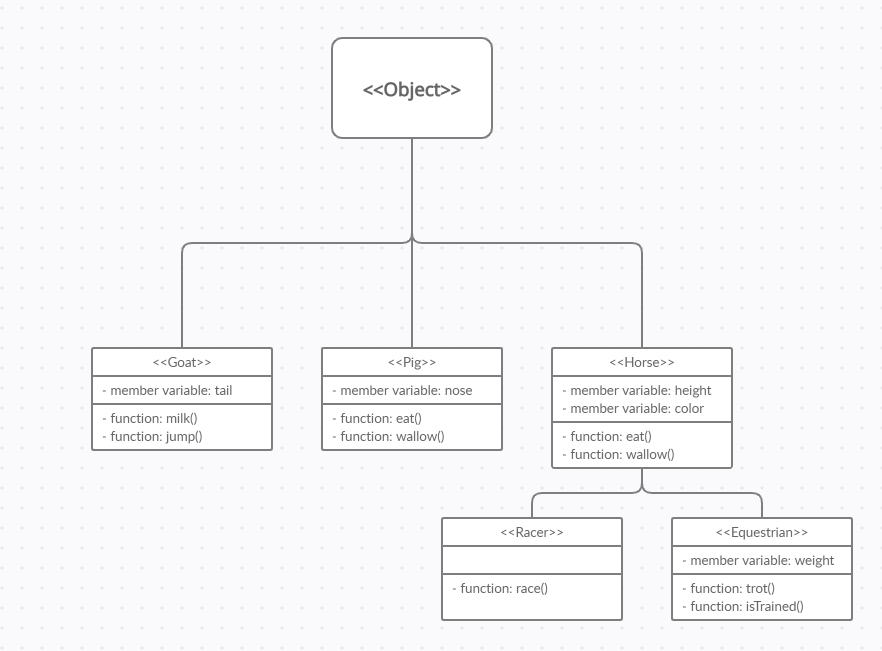 <<Object>>
<<Goat>>
- member variable: tail
- function: milk()
- function: jump()
<<Pig>>
- member variable: nose
- function: eat()
- function: wallow()
<<Horse>>
- member variable: height
- member variable: color
- function: eat()
- function: wallow()
<<Racer>>
- function: race()
<<Equestrian>>
- member variable: weight
- function: trot()
- function: isTrained()